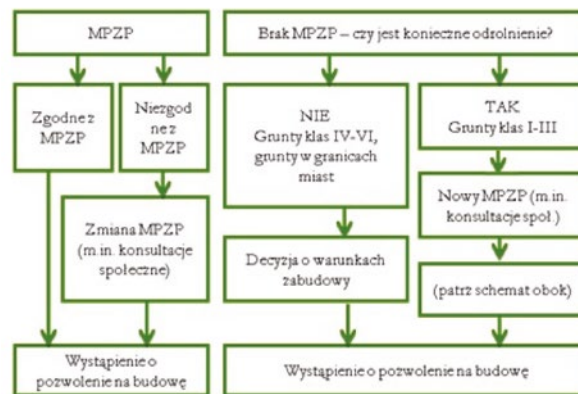 MPZP
Brak MPZP – czy jest konieczne odrolnienie?
Zgodne z
MPZP
Niezgod
ne z
MPZP
NIE
Grunty klas IV-VI,
grunty w granicach
miast
TAK
Grunty klas I-III
Zmiana MPZP
(m.in. konsultacje
społeczne)
Decyzja o warunkach
zabudowy
Nowy MPZP (m.in.
konsultacje społ.)
(patrz schemat obok)
Wystąpienie o
pozwolenie na budowę
Wystąpienie o pozwolenie na budowę